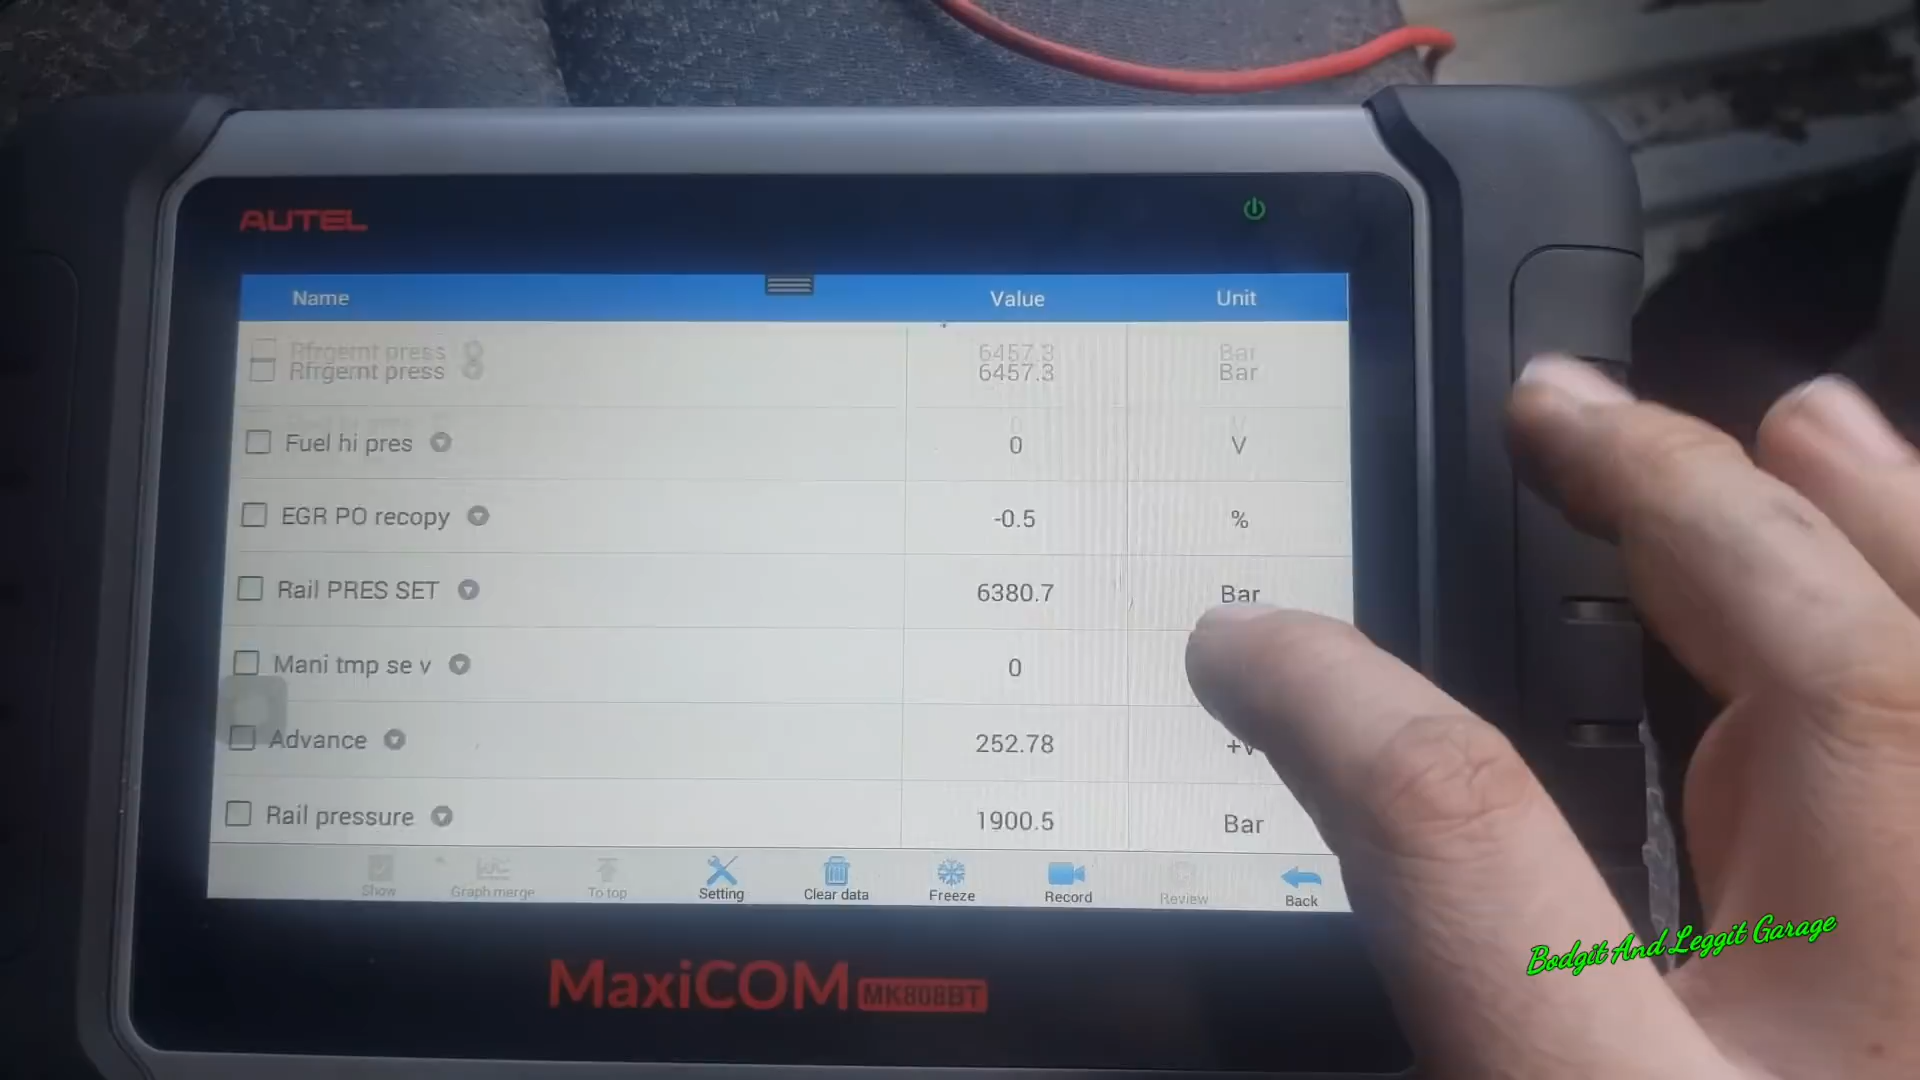 AUTEL
Name Value Unit
Rfrgernt press 6457.3 Bar
Rfrgernt press 6457.3 Bar
Fuel hi pres 0 V
EGR PO recopy -0.5 %
Rail PRES SET 6380.7 Bar
Mani tmp se v 0
Advance 252.78 +V
Rail pressure 1900.5 Bar
Show Graph merge To top Setting Clear data Freeze Record Review Back
MaxiCOM MK808BT
Bodgit And Leggit Garage